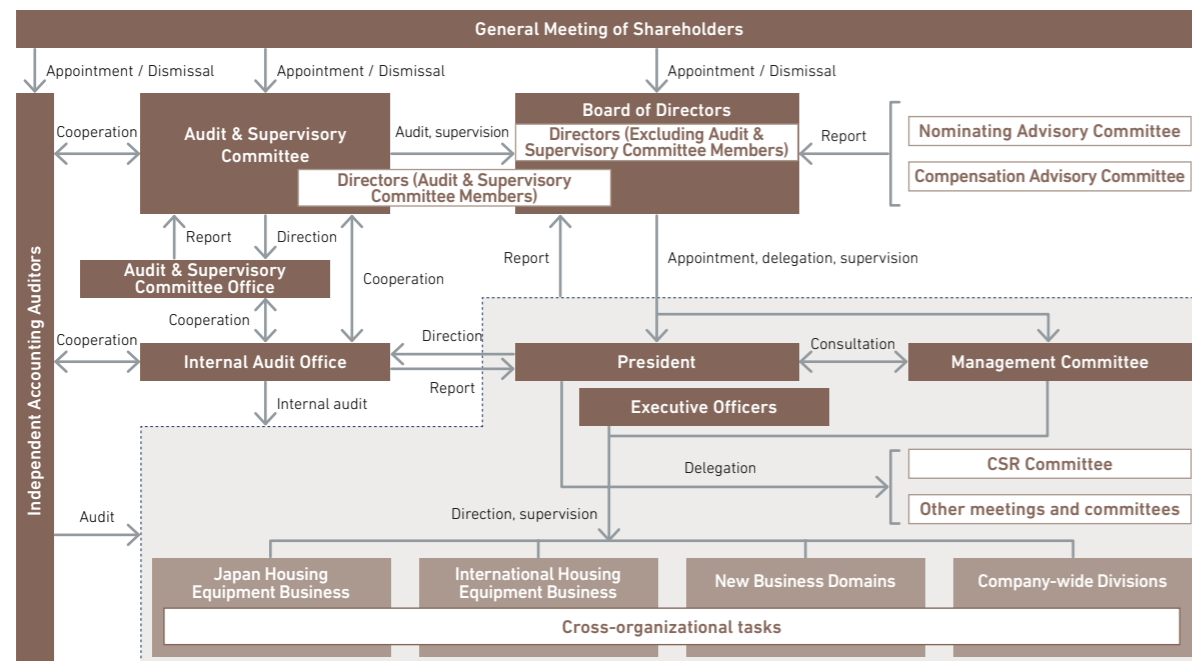 General Meeting of Shareholders
Appointment / Dismissal
Appointment / Dismissal
Appointment / Dismissal
Independent Accounting Auditors
Cooperation
Audit & Supervisory
Committee
Audit, supervision
Board of Directors
Directors (Excluding Audit &
Supervisory Committee Members)
Directors (Audit & Supervisory
Committee Members)
Report
Nominating Advisory Committee
Compensation Advisory Committee
Report
Direction
Cooperation
Report
Appointment, delegation, supervision
Audit & Supervisory
Committee Office
Cooperation
Cooperation
Internal Audit Office
Direction
Report
President
Consultation
Management Committee
Internal audit
Executive Officers
Delegation
CSR Committee
Other meetings and committees
Audit
Direction, supervision
Japan Housing
Equipment Business
International Housing
Equipment Business
New Business Domains
Company-wide Divisions
Cross-organizational tasks